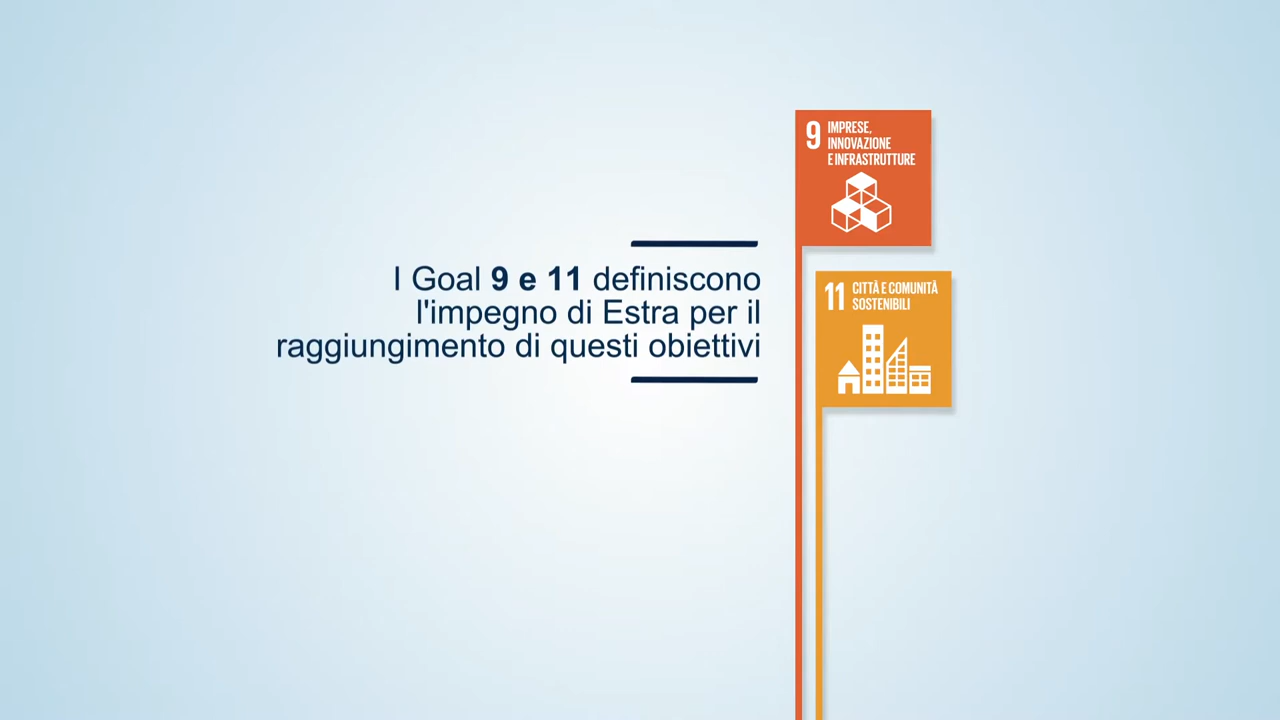 I Goal 9 e 11 definiscono
l'impegno di Estra per il
raggiungimento di questi obiettivi
9 IMPRESE,
INNOVAZIONE
E INFRASTRUTTURE
11 CITTÀ E COMUNITÀ
SOSTENIBILI